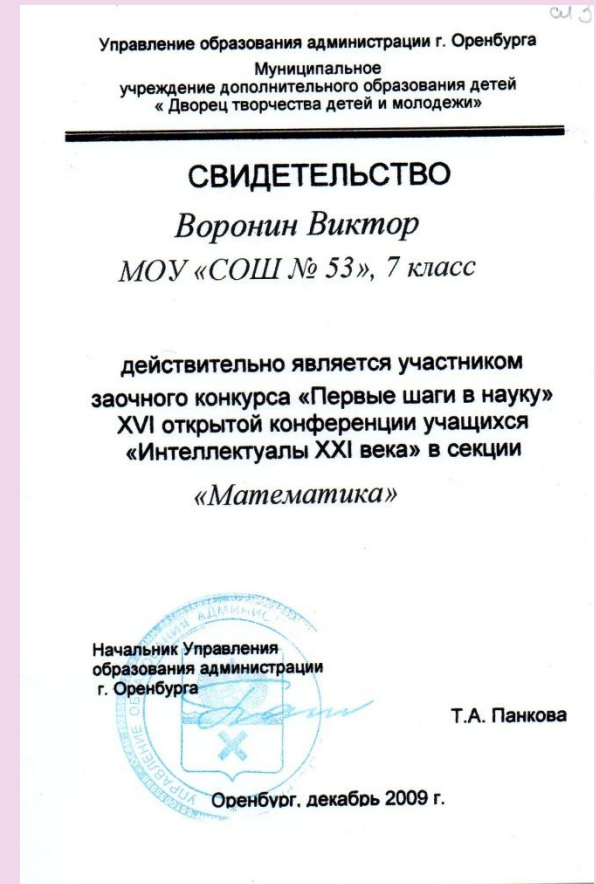 Управление образования администрации г. Оренбурга
Муниципальное
учреждение дополнительного образования детей
« Дворец творчества детей и молодежи»
СВИДЕТЕЛЬСТВО
Воронин Виктор
МОУ «СОШ № 53», 7 класс
действительно является участником
заочного конкурса «Первые шаги в науку»
XVI открытой конференции учащихся
«Интеллектуалы XXI века» в секции
«Математика»
Начальник Управления
образования администрации
г. Оренбурга
Т.А. Панкова
Оренбург, декабрь 2009 г.